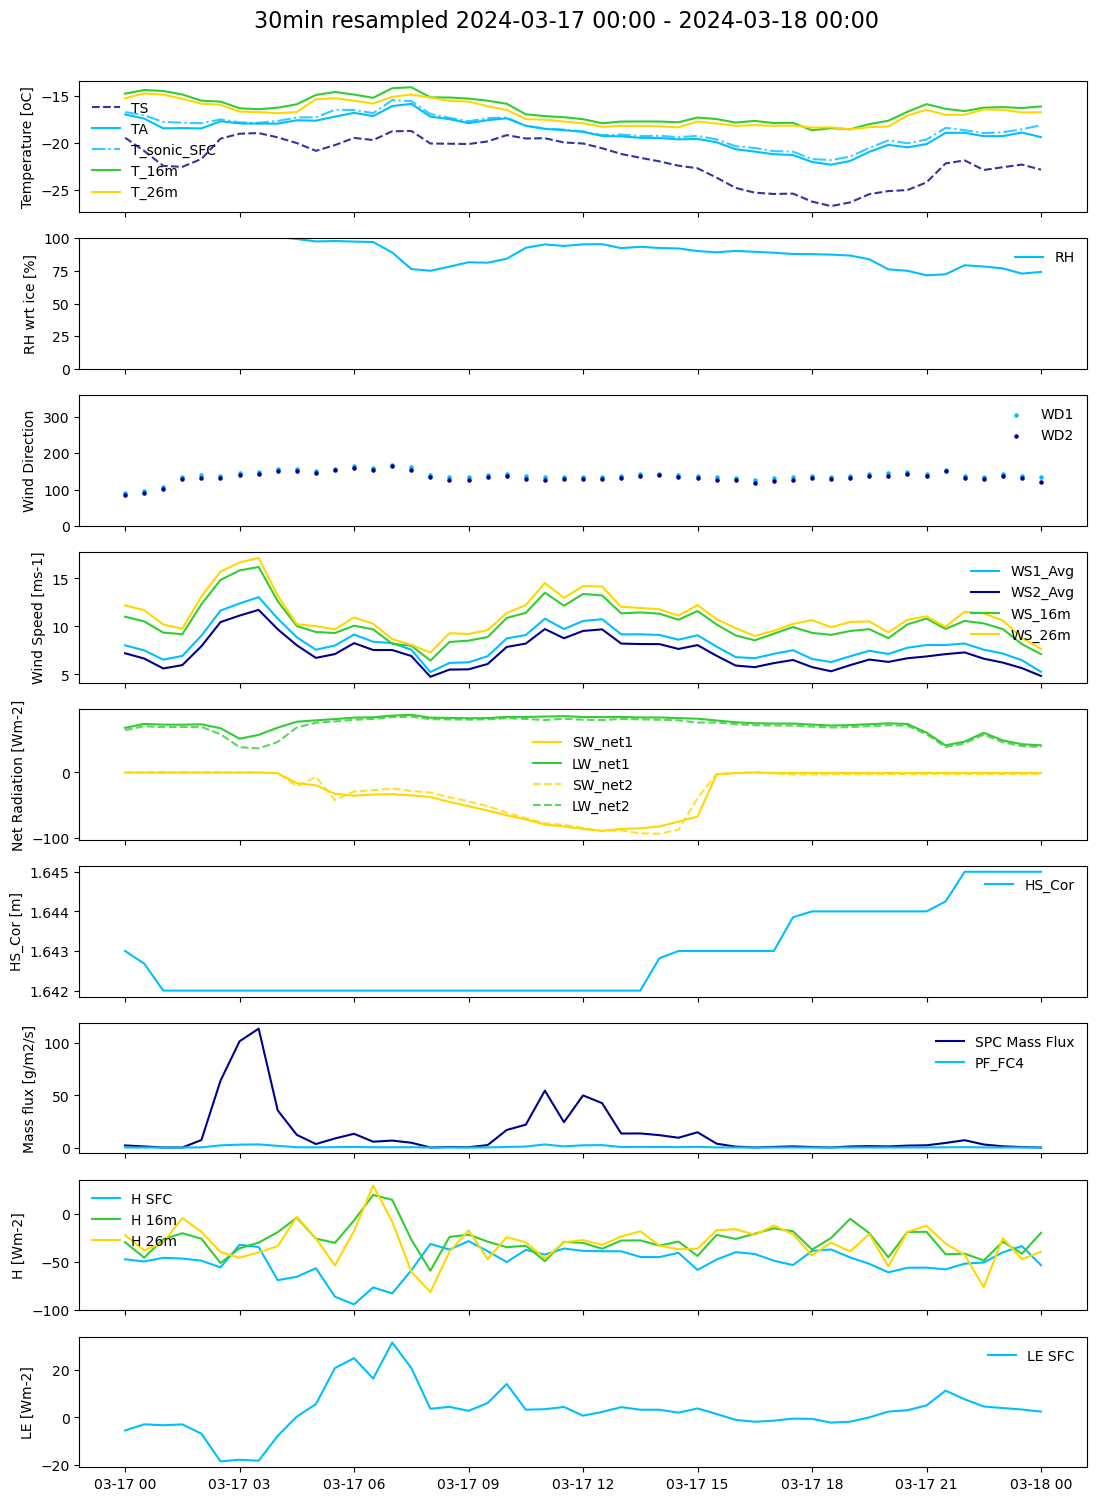 30min resampled 2024-03-17 00:00 - 2024-03-18 00:00
Temperature [oC]
−15
−20
−25
TS
TA
T_sonic_SFC
T_16m
T_26m
RH wrt ice [%]
100
75
50
25
0
RH
Wind Direction
300
200
100
0
WD1
WD2
Wind Speed [ms-1]
15
10
5
WS1_Avg
WS2_Avg
WS_16m
WS_26m
Net Radiation [Wm-2]
0
−100
SW_net1
LW_net1
SW_net2
LW_net2
HS_Cor [m]
1.645
1.644
1.643
1.642
HS_Cor
Mass flux [g/m2/s]
100
50
0
SPC Mass Flux
PF_FC4
H [Wm-2]
0
−50
−100
H SFC
H 16m
H 26m
LE [Wm-2]
20
0
−20
LE SFC
03-17 00 03-17 03 03-17 06 03-17 09 03-17 12 03-17 15 03-17 18 03-17 21 03-18 00